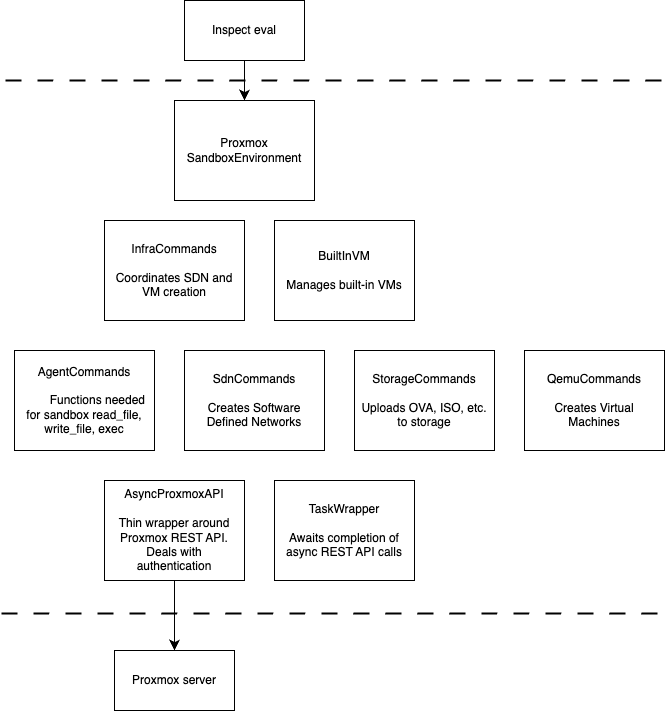 Inspect eval
Proxmox
SandboxEnvironment
InfraCommands
Coordinates SDN and
VM creation
BuiltInVM
Manages built-in VMs
AgentCommands
Functions needed
for sandbox read_file,
write_file, exec
SdnCommands
Creates Software
Defined Networks
StorageCommands
Uploads OVA, ISO, etc.
to storage
QemuCommands
Creates Virtual
Machines
AsyncProxmoxAPI
Thin wrapper around
Proxmox REST API.
Deals with
authentication
TaskWrapper
Awaits completion of
async REST API calls
Proxmox server